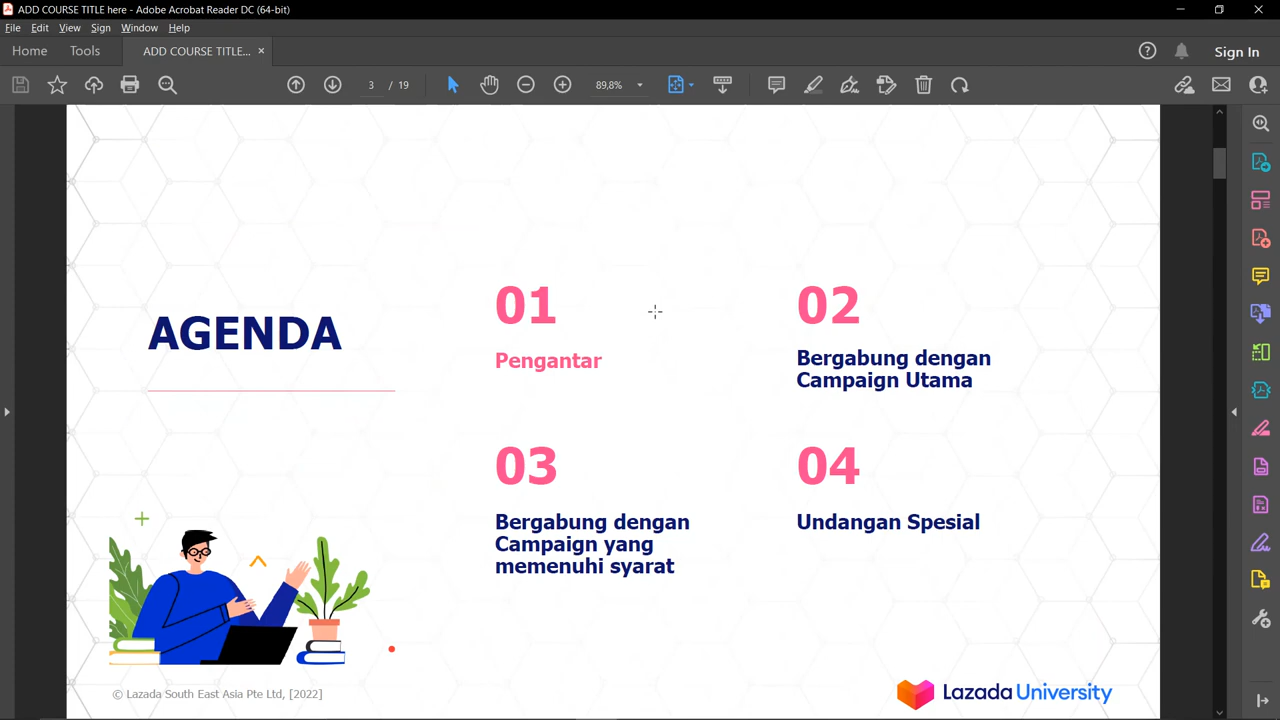 ADD COURSE TITLE here - Adobe Acrobat Reader DC (64-bit)
File Edit View Sign Window Help
Home Tools ADD COURSE TITLE... × Sign In
3 / 19 89,8%
AGENDA
01
Pengantar
02
Bergabung dengan
Campaign Utama
03
Bergabung dengan
Campaign yang
memenuhi syarat
04
Undangan Spesial
© Lazada South East Asia Pte Ltd, [2022]
Lazada University